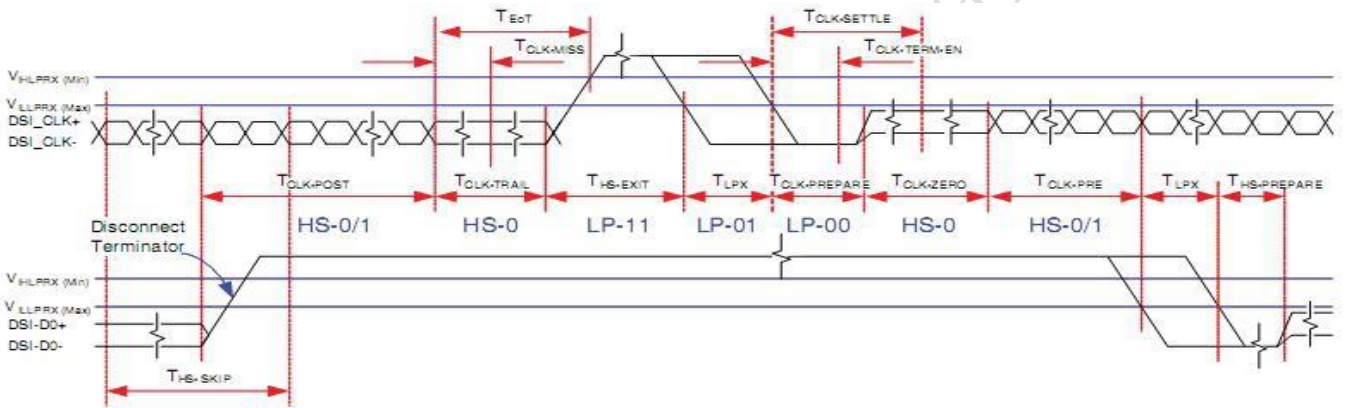 TEoT
TCLK-SETTLE
TCLK-MISS
TCLK-TERM-EN
VIHLPRX (Min)
VILLPRX (Max)
DSI_CLK+
DSI_CLK-
TCLK-POST
TCLK-TRAIL
THS-EXIT
TLPX
TCLK-PREPARE
TCLK-ZERO
TCLK-PRE
TLPX
THS-PREPARE
Disconnect
Terminator
HS-0/1
HS-0
LP-11
LP-01
LP-00
HS-0
HS-0/1
VIHLPRX (Min)
VILLPRX (Max)
DSI-D0+
DSI-D0-
THS-SKIP